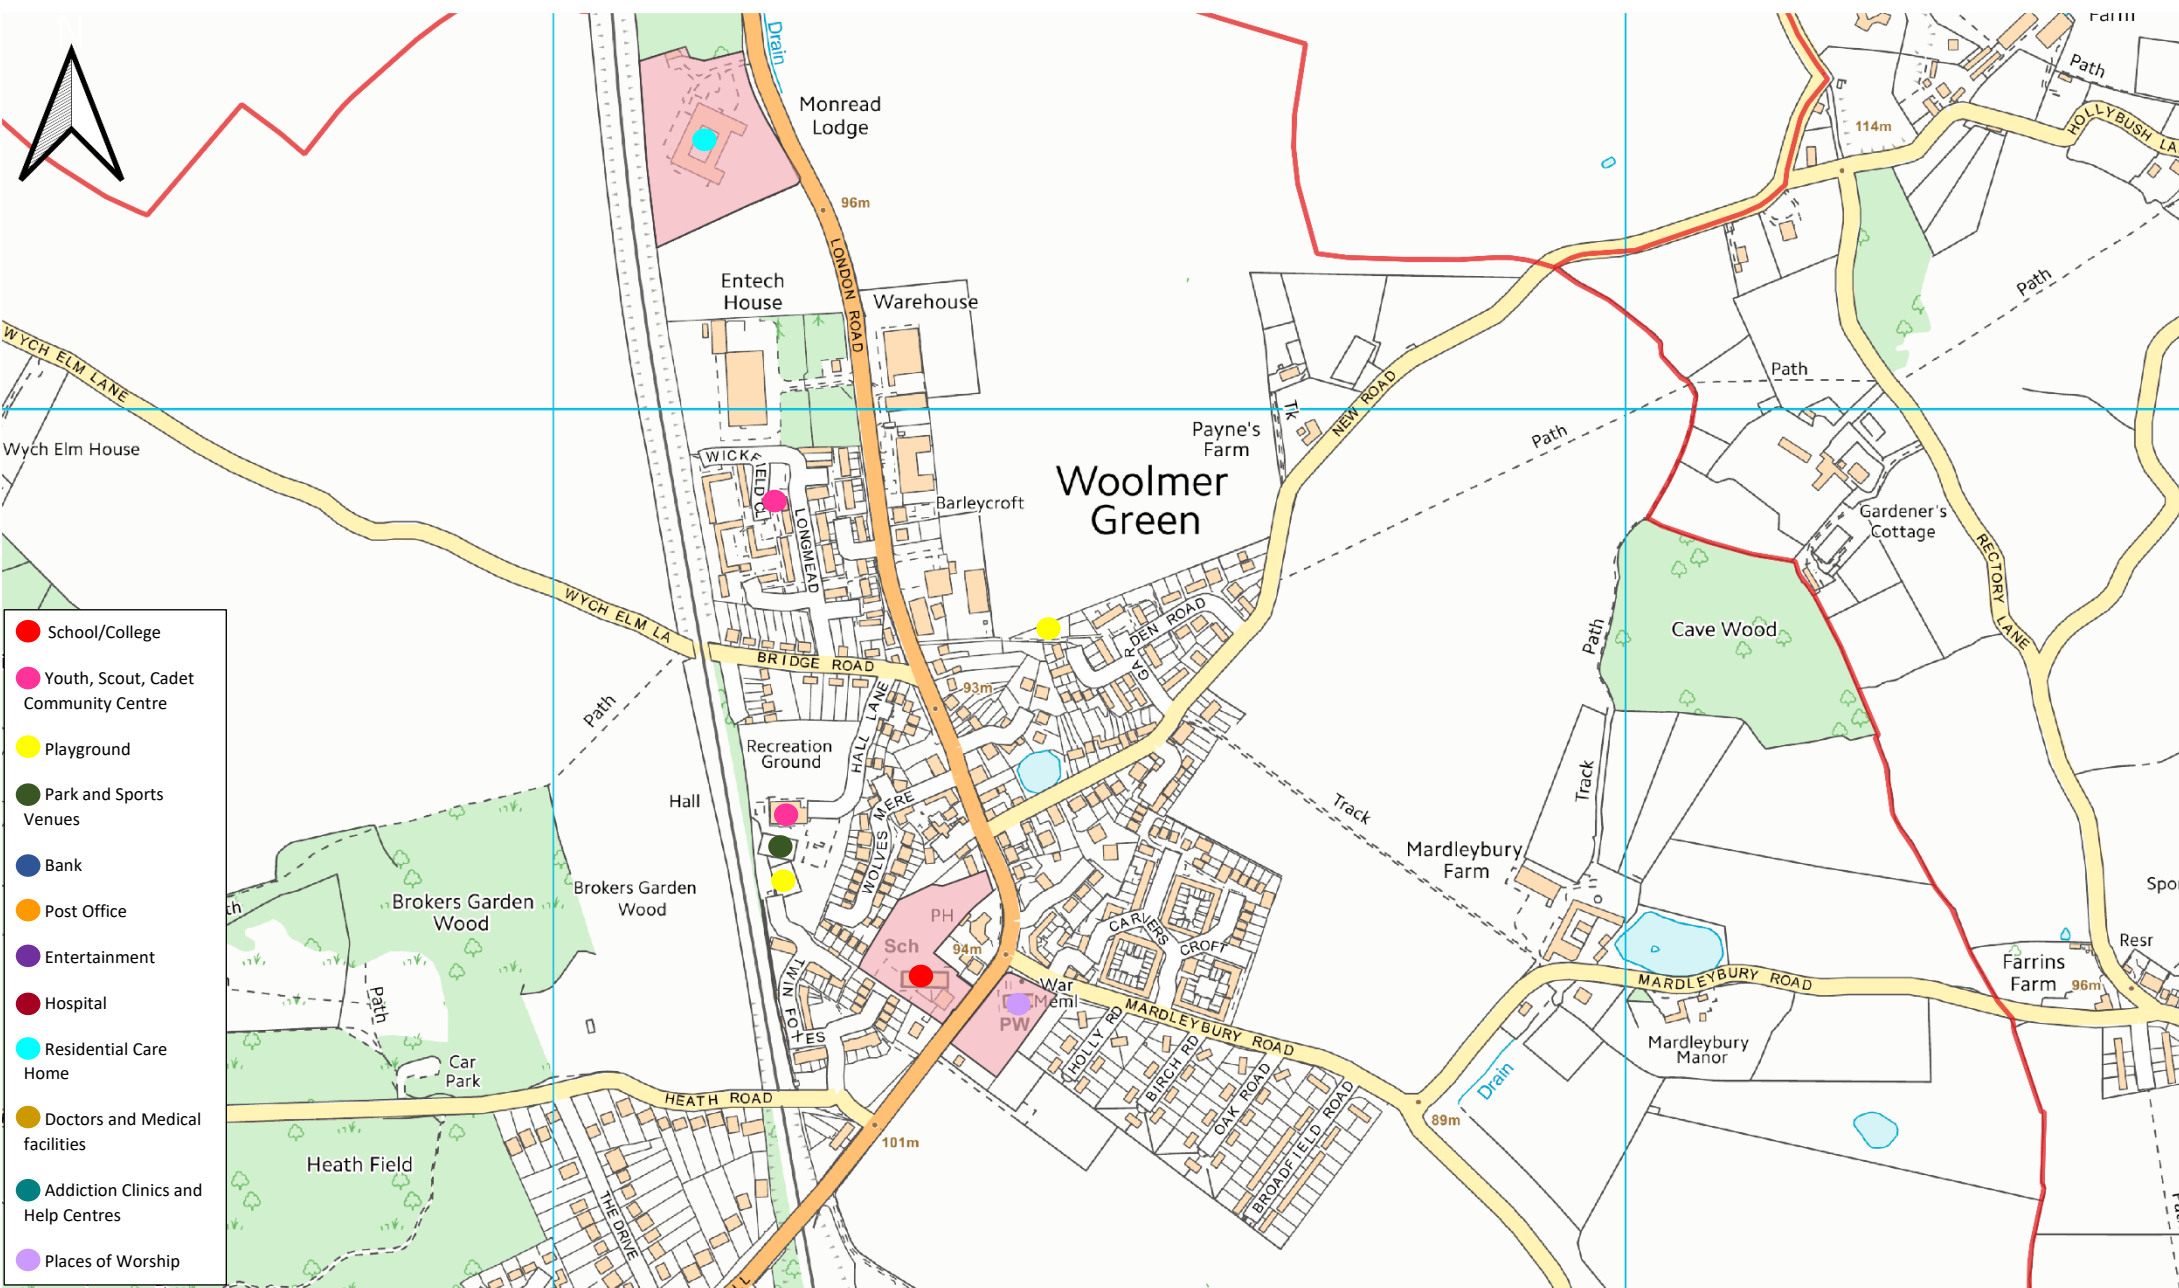 N
Drain
Monread
Lodge
Farm
Path
HOLLYBUSH LA
114m
96m
LONDON ROAD
Entech
House
Warehouse
Path
WYCH ELM LANE
Path
NEW ROAD
Tk
Wych Elm House
Payne's
Farm
Path
WICKFIELD CL
Woolmer
Green
Barleycroft
LONGMEAD
Gardener's
Cottage
RECTORY LANE
WYCH ELM LA
GARDEN ROAD
Path
Cave Wood
BRIDGE ROAD
93m
HALL LANE
Path
Recreation
Ground
Hall
WOLVES MERE
Track
Track
Mardleybury
Farm
Brokers Garden
Wood
Brokers Garden
Wood
th
PH
Sch
94m
CARVERS
CROFT
Spor
Resr
Farrins
Farm
96m
MARDLEYBURY ROAD
War
Meml
PW
MARDLEYBURY ROAD
TWIN FOXES
Path
HOLLY RD
BIRCH RD
OAK ROAD
BROADFIELD ROAD
Mardleybury
Manor
Drain
Car
Park
HEATH ROAD
89m
101m
Heath Field
THE DRIVE
School/College
Youth, Scout, Cadet
Community Centre
Playground
Park and Sports
Venues
Bank
Post Office
Entertainment
Hospital
Residential Care
Home
Doctors and Medical
facilities
Addiction Clinics and
Help Centres
Places of Worship